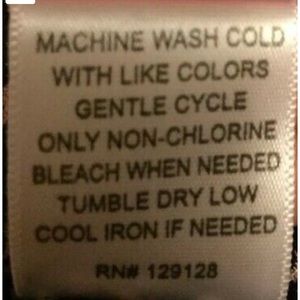 MACHINE WASH COLD
WITH LIKE COLORS
GENTLE CYCLE
ONLY NON-CHLORINE
BLEACH WHEN NEEDED
TUMBLE DRY LOW
COOL IRON IF NEEDED
RN# 129128